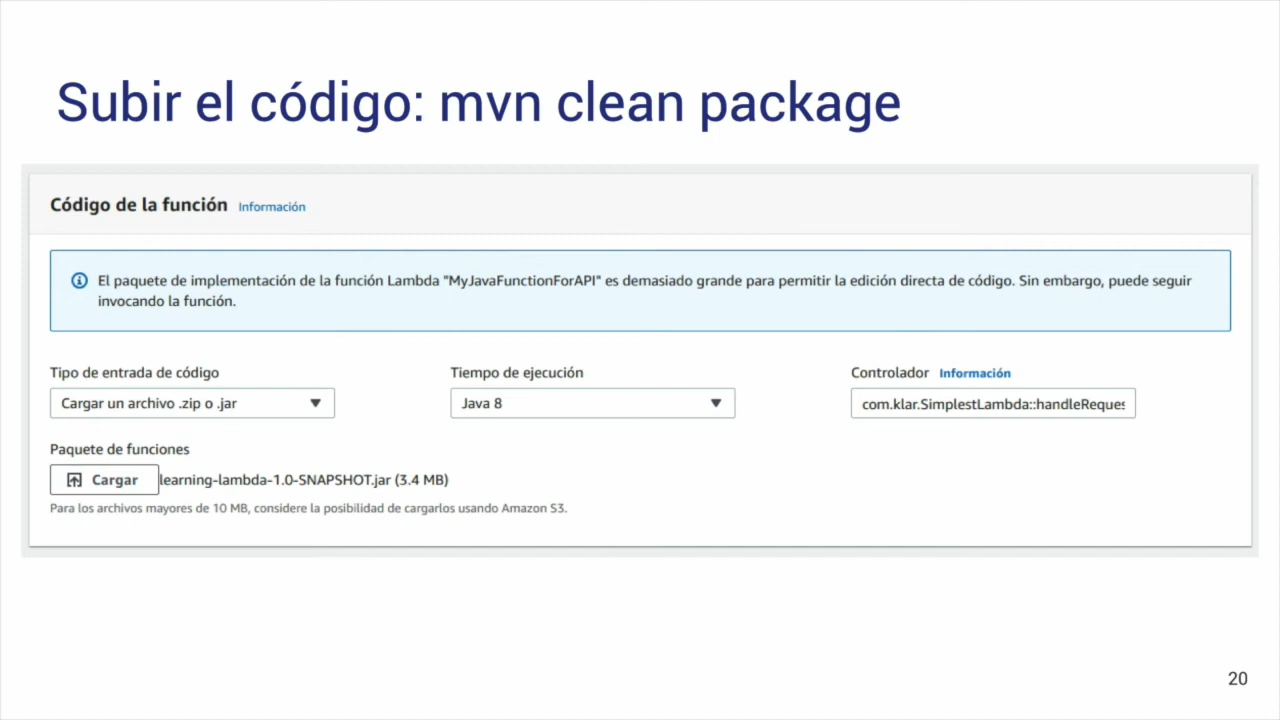 Subir el código: mvn clean package
Código de la función Información
El paquete de implementación de la función Lambda "MyJavaFunctionForAPI" es demasiado grande para permitir la edición directa de código. Sin embargo, puede seguir
invocando la función.
Tipo de entrada de código Tiempo de ejecución Controlador Información
Cargar un archivo .zip o .jar Java 8 com.klar.SimplestLambda::handleReques
Paquete de funciones
Cargar learning-lambda-1.0-SNAPSHOT.jar (3.4 MB)
Para los archivos mayores de 10 MB, considere la posibilidad de cargarlos usando Amazon S3.
20